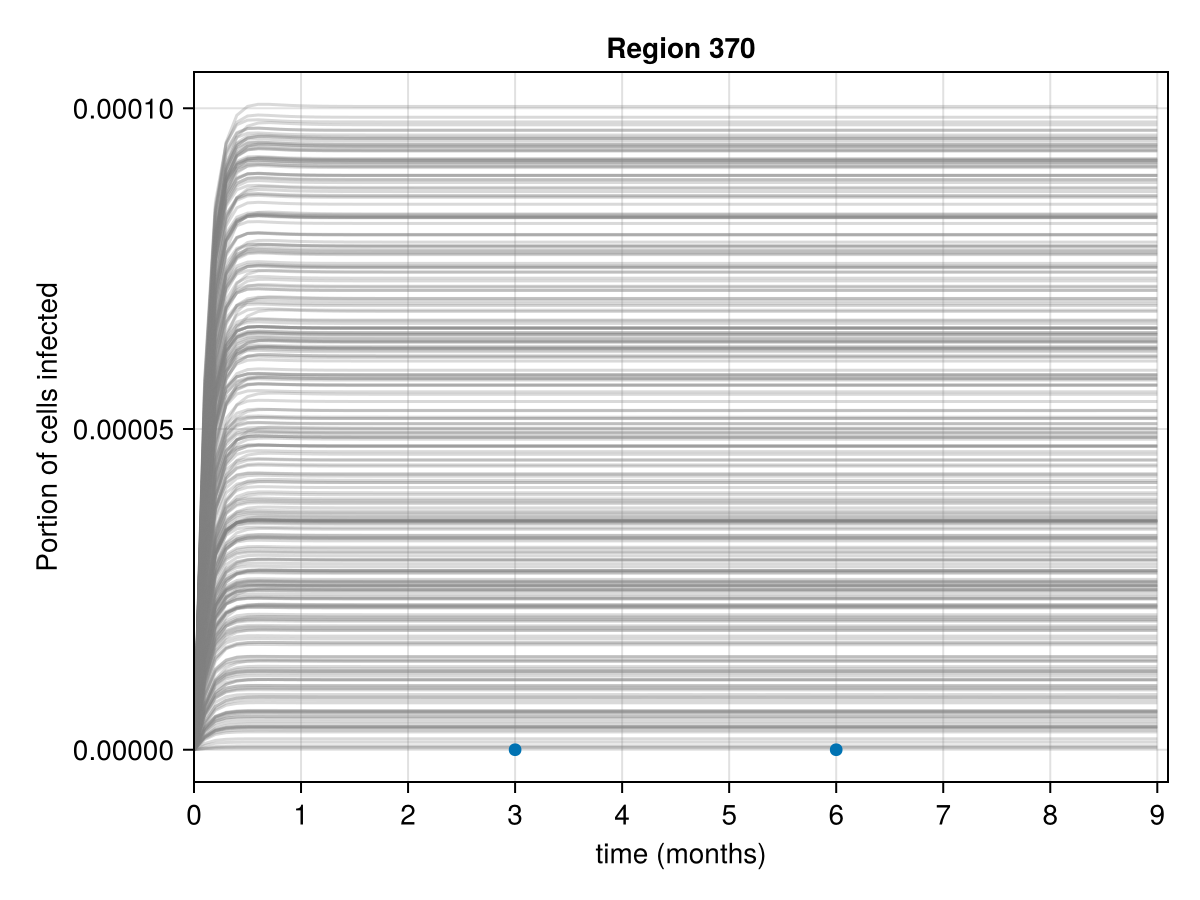 Region 370
0.00010
0.00005
0.00000
Portion of cells infected
0 1 2 3 4 5 6 7 8 9
time (months)